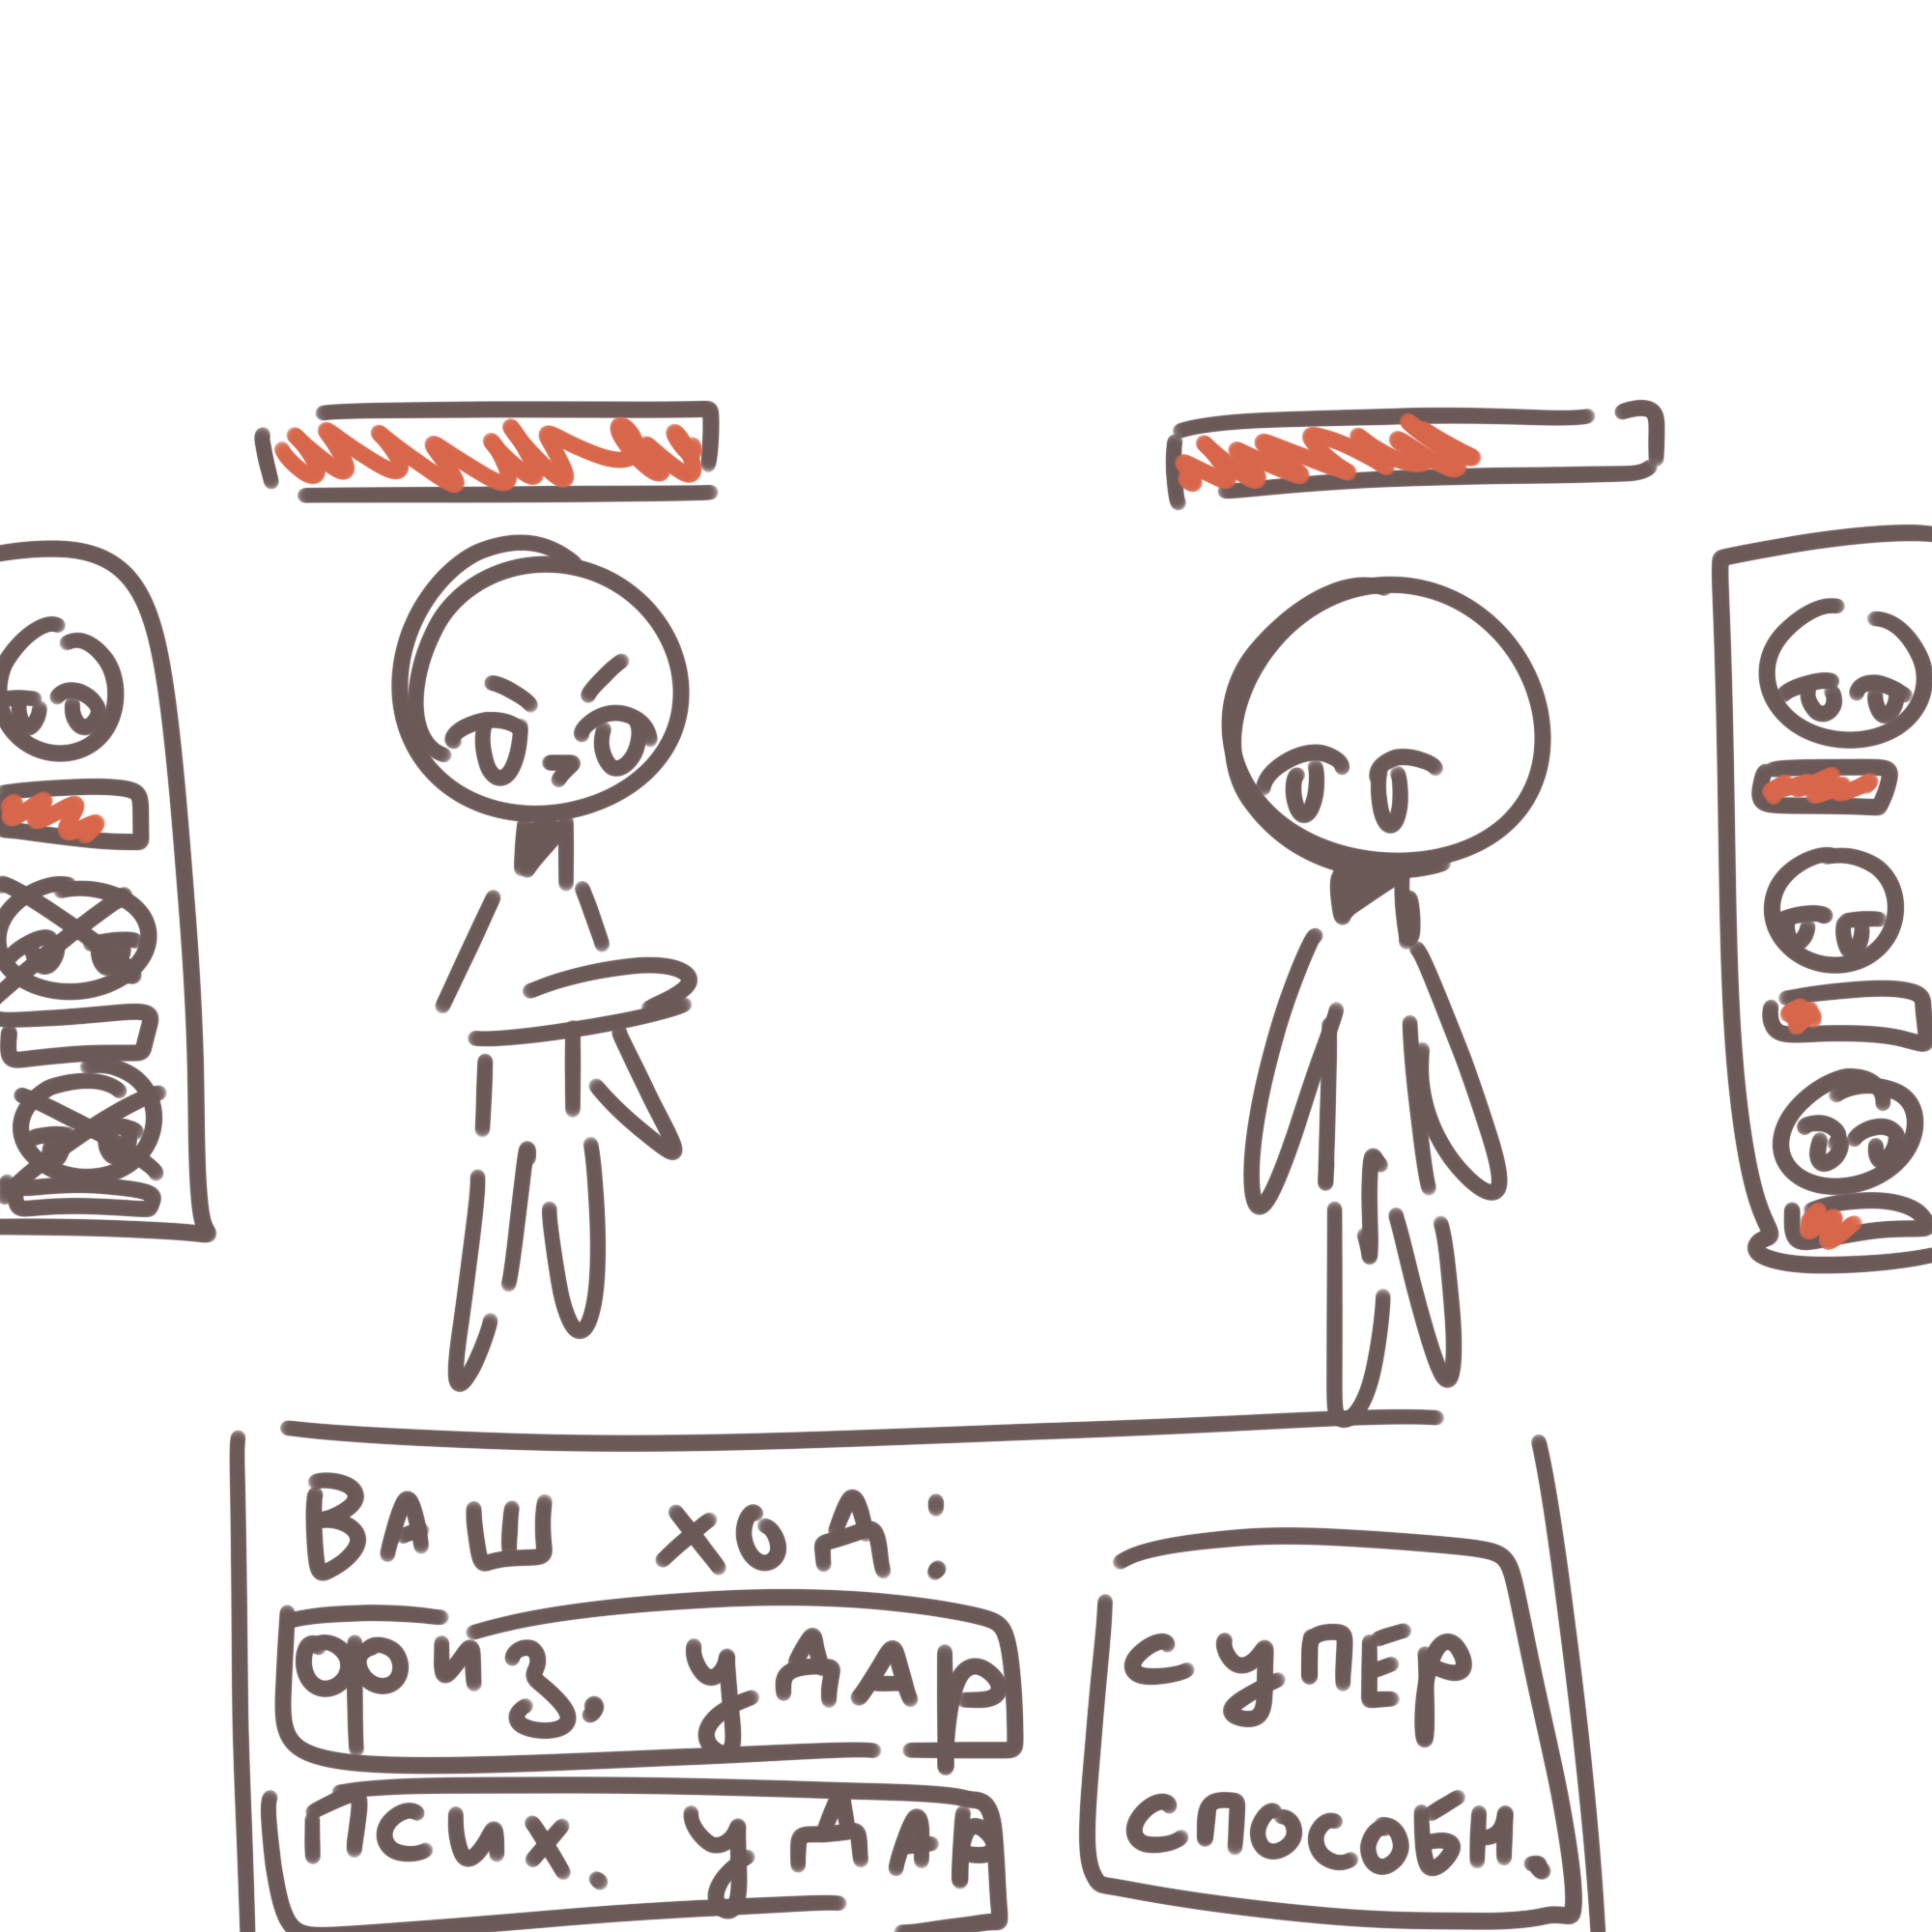 ВАШ ХОД:
ФИЗ. УДАР
ПСИХ. УДАР
СУПЕР
СПОСОБН.